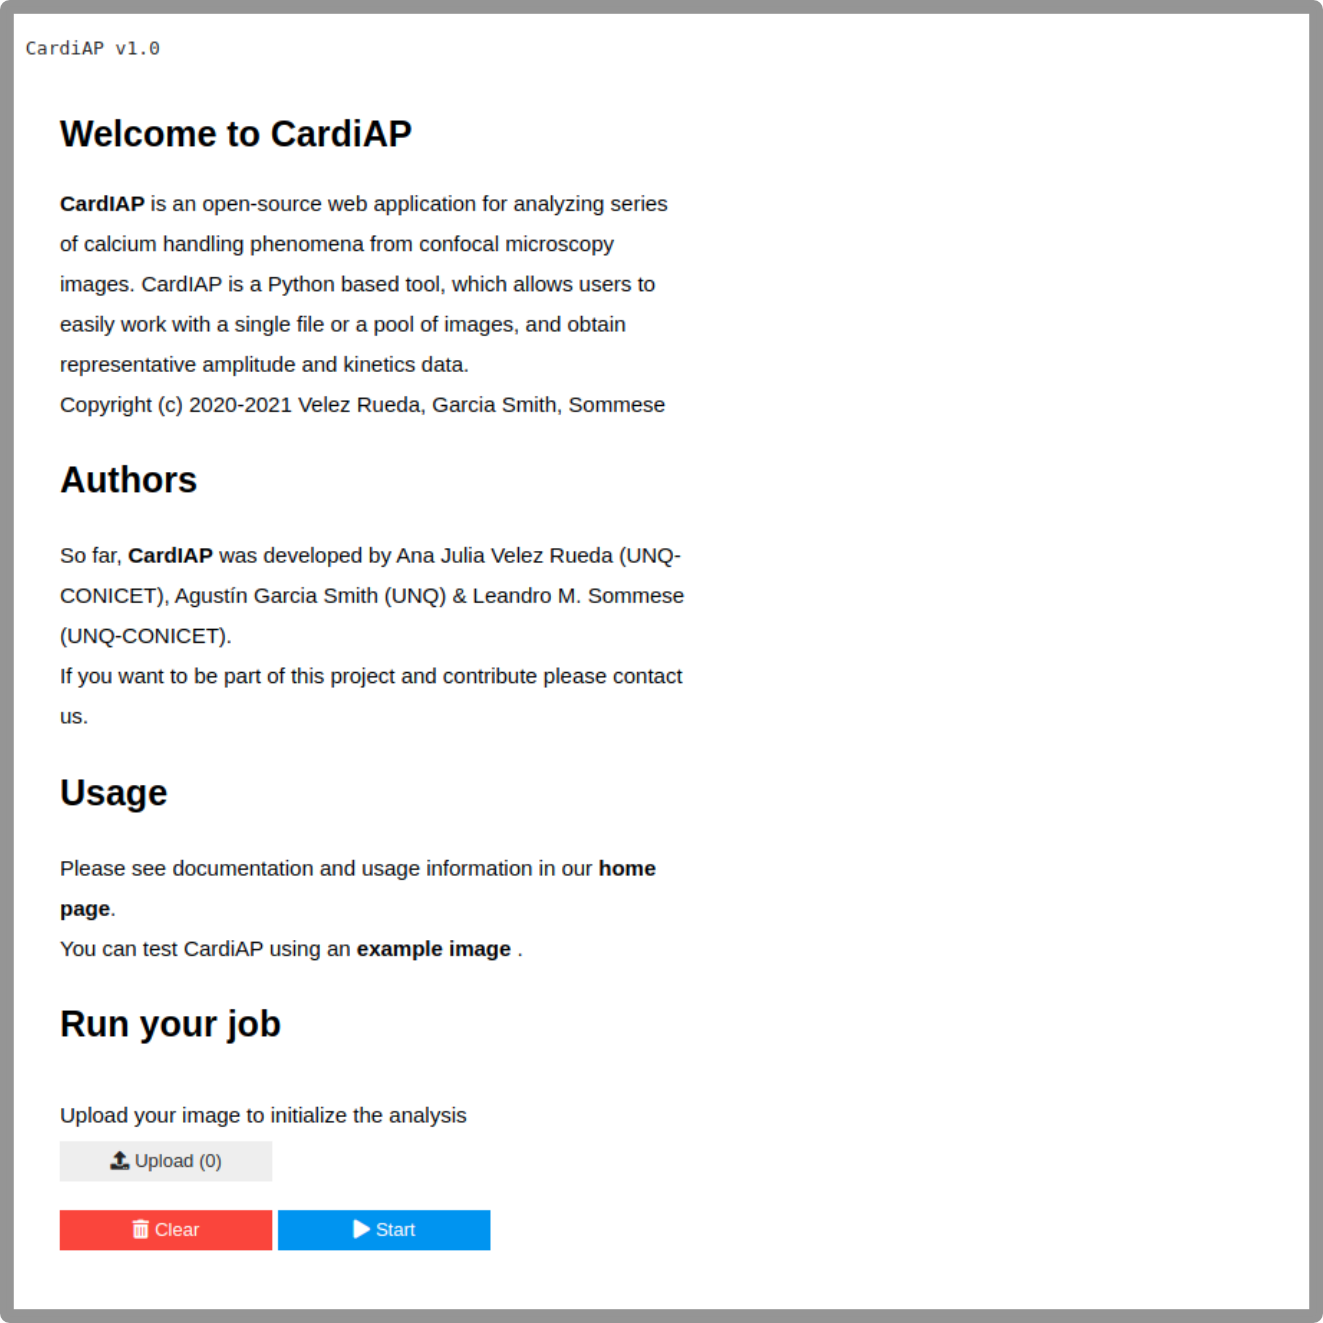 CardiAP v1.0
Welcome to CardiAP
CardIAP is an open-source web application for analyzing series
of calcium handling phenomena from confocal microscopy
images. CardIAP is a Python based tool, which allows users to
easily work with a single file or a pool of images, and obtain
representative amplitude and kinetics data.
Copyright (c) 2020-2021 Velez Rueda, Garcia Smith, Sommese
Authors
So far, CardIAP was developed by Ana Julia Velez Rueda (UNQ-
CONICET), Agustín Garcia Smith (UNQ) & Leandro M. Sommese
(UNQ-CONICET).
If you want to be part of this project and contribute please contact
us.
Usage
Please see documentation and usage information in our home
page.
You can test CardiAP using an example image .
Run your job
Upload your image to initialize the analysis
Upload (0)
Clear Start